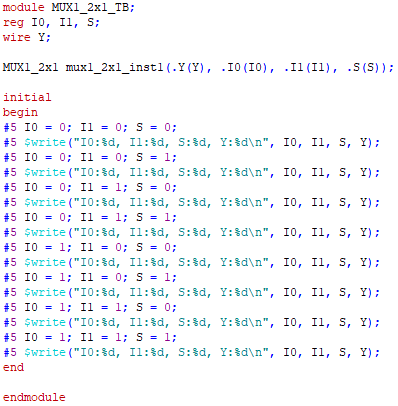 module MUX1_2x1_TB;
reg I0, I1, S;
wire Y;
MUX1_2x1 mux1_2x1_inst1(.Y(Y), .I0(I0), .I1(I1), .S(S));
initial
begin
#5 I0 = 0; I1 = 0; S = 0;
#5 $write("I0:%d, I1:%d, S:%d, Y:%d\n", I0, I1, S, Y);
#5 I0 = 0; I1 = 0; S = 1;
#5 $write("I0:%d, I1:%d, S:%d, Y:%d\n", I0, I1, S, Y);
#5 I0 = 0; I1 = 1; S = 0;
#5 $write("I0:%d, I1:%d, S:%d, Y:%d\n", I0, I1, S, Y);
#5 I0 = 0; I1 = 1; S = 1;
#5 $write("I0:%d, I1:%d, S:%d, Y:%d\n", I0, I1, S, Y);
#5 I0 = 1; I1 = 0; S = 0;
#5 $write("I0:%d, I1:%d, S:%d, Y:%d\n", I0, I1, S, Y);
#5 I0 = 1; I1 = 0; S = 1;
#5 $write("I0:%d, I1:%d, S:%d, Y:%d\n", I0, I1, S, Y);
#5 I0 = 1; I1 = 1; S = 0;
#5 $write("I0:%d, I1:%d, S:%d, Y:%d\n", I0, I1, S, Y);
#5 I0 = 1; I1 = 1; S = 1;
#5 $write("I0:%d, I1:%d, S:%d, Y:%d\n", I0, I1, S, Y);
end
endmodule